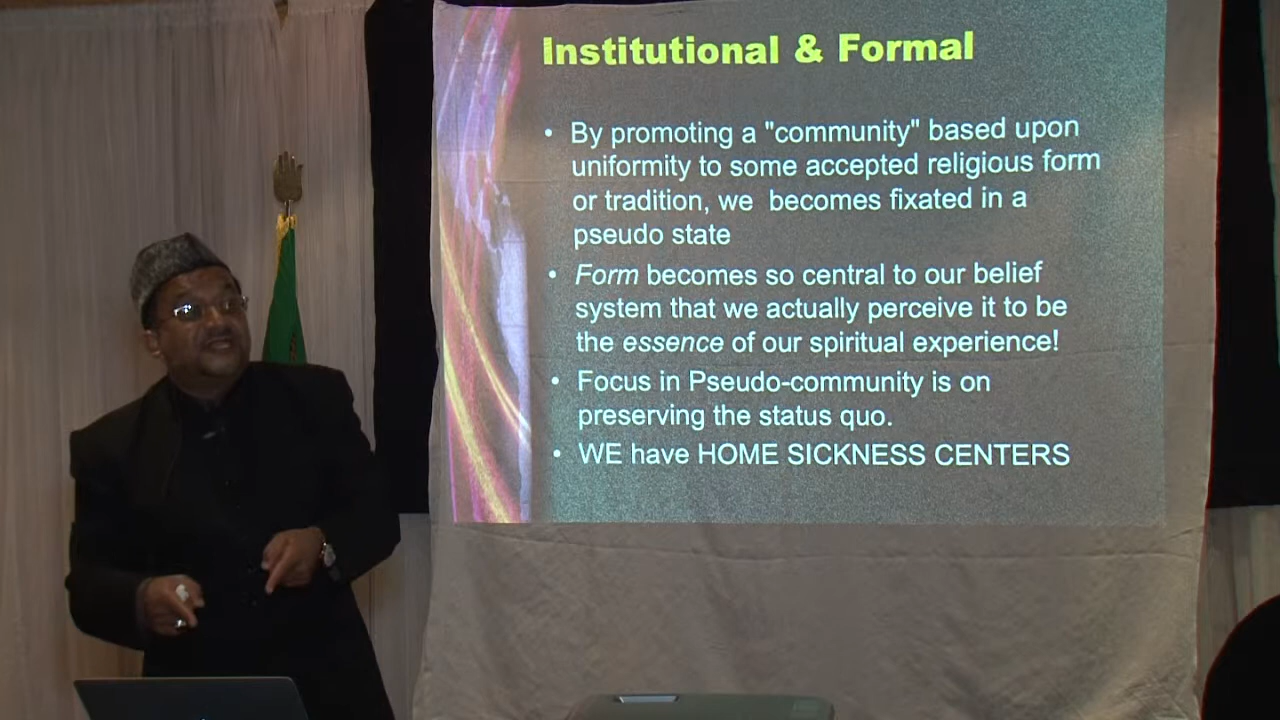 Institutional & Formal
• By promoting a "community" based upon
uniformity to some accepted religious form
or tradition, we  becomes fixated in a
pseudo state
• Form becomes so central to our belief
system that we actually perceive it to be
the essence of our spiritual experience!
• Focus in Pseudo-community is on
preserving the status quo.
• WE have HOME SICKNESS CENTERS